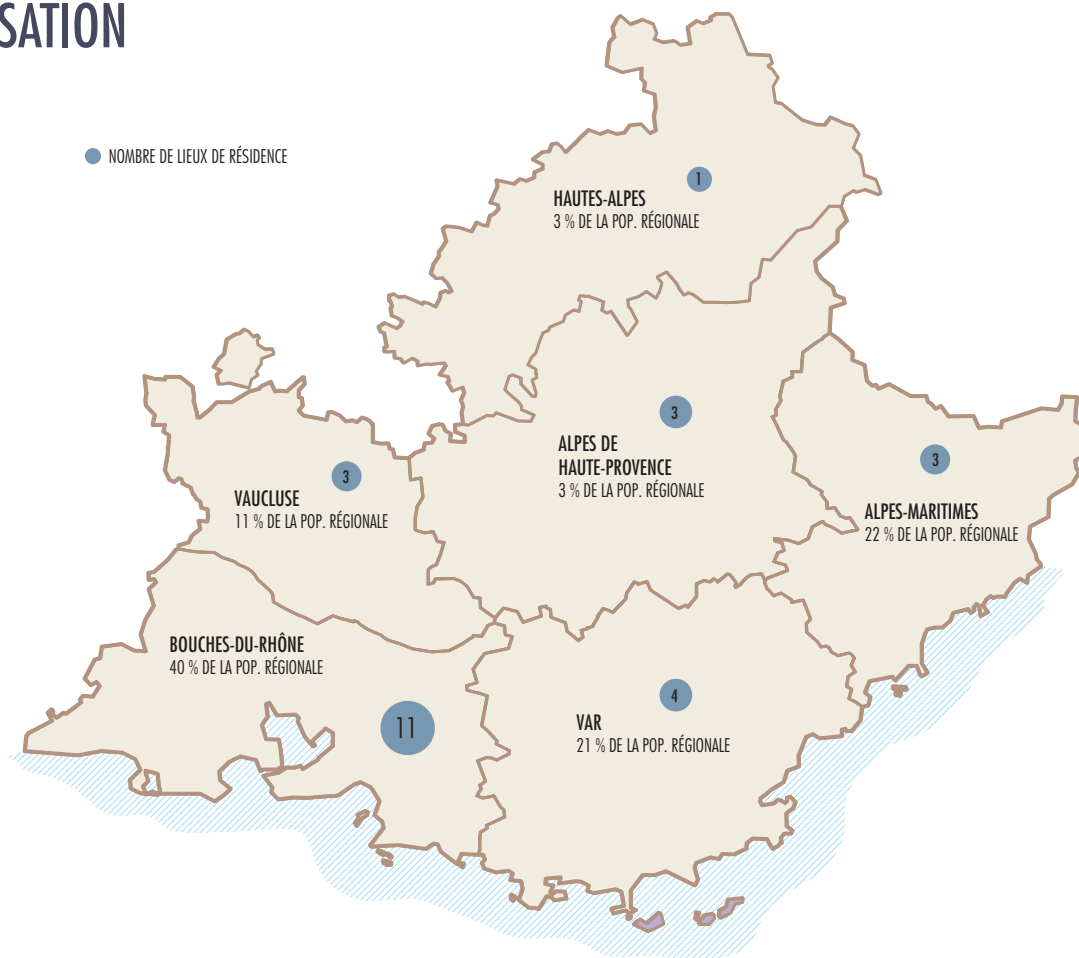 SATION
NOMBRE DE LIEUX DE RÉSIDENCE
1
HAUTES-ALPES
3 % DE LA POP. RÉGIONALE
3
ALPES DE
HAUTE-PROVENCE
3 % DE LA POP. RÉGIONALE
3
VAUCLUSE
11 % DE LA POP. RÉGIONALE
3
ALPES-MARITIMES
22 % DE LA POP. RÉGIONALE
BOUCHES-DU-RHÔNE
40 % DE LA POP. RÉGIONALE
11
4
VAR
21 % DE LA POP. RÉGIONALE